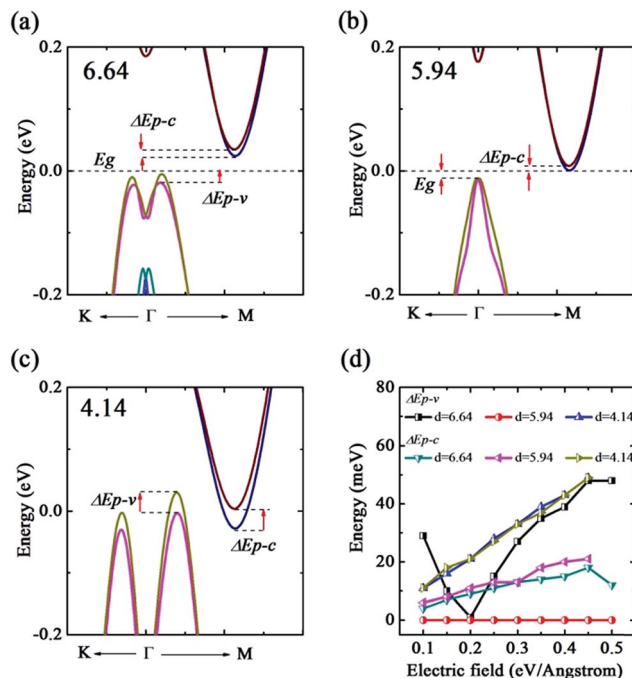 (a)
0.2
0.0
-0.2
Energy (eV)
6.64
ΔEp-c
Eg
ΔEp-v
K Γ M
(b)
0.2
0.0
-0.2
Energy (eV)
5.94
ΔEp-c
Eg
K Γ M
(c)
0.2
0.0
-0.2
Energy (eV)
4.14
ΔEp-v
ΔEp-c
K Γ M
(d)
80
60
40
20
0
Energy (meV)
ΔEp-v
d=6.64 d=5.94 d=4.14
ΔEp-c
d=6.64 d=5.94 d=4.14
0.1 0.2 0.3 0.4 0.5
Electric field (eV/Angstrom)